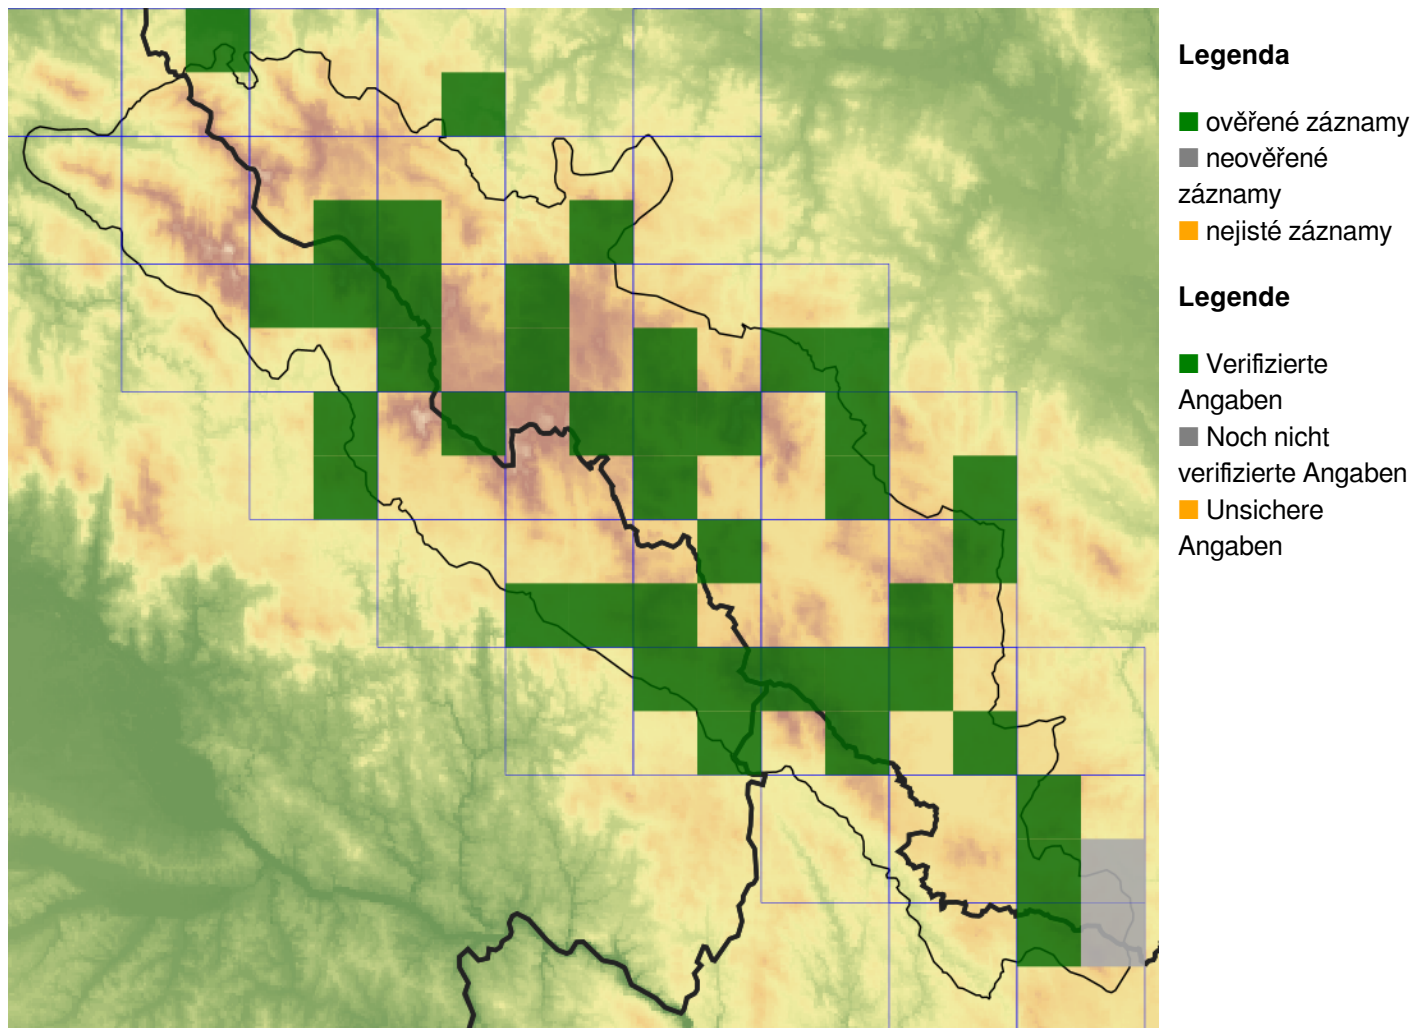 Legenda
ověřené záznamy
neověřené
záznamy
nejisté záznamy
Legende
Verifizierte
Angaben
Noch nicht
verifizierte Angaben
Unsichere
Angaben